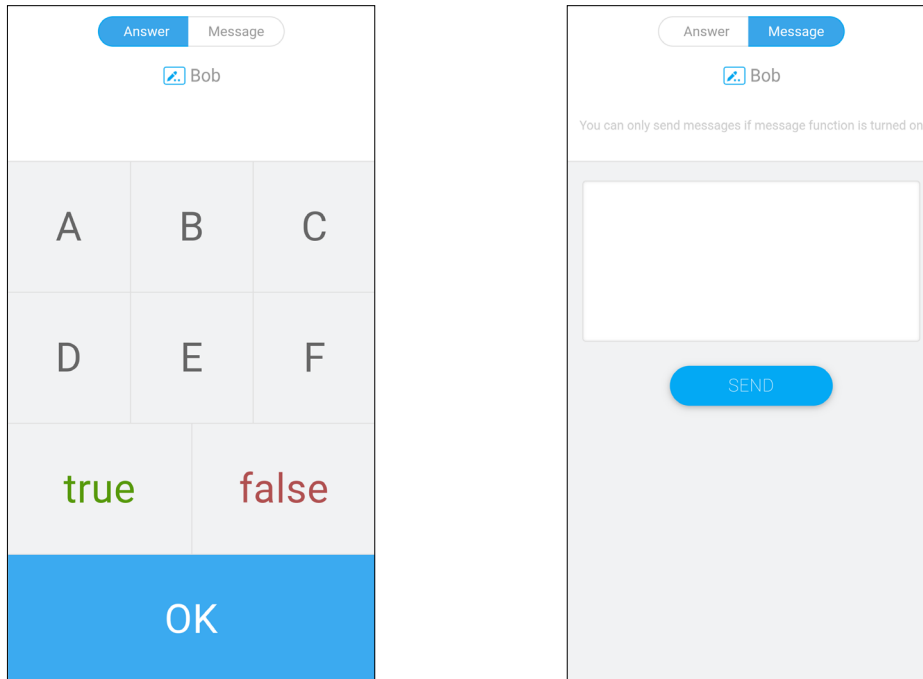 Answer Message
Bob
A B C
D E F
true false
OK
Answer Message
Bob
You can only send messages if message function is turned on
SEND